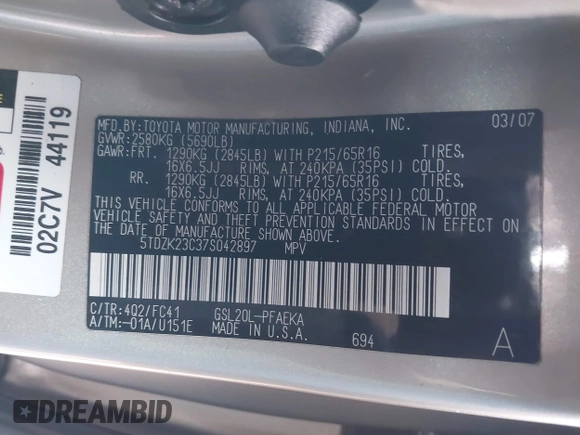 MFD.BY:TOYOTA MOTOR MANUFACTURING, INDIANA, INC. 03/07
GVWR:2580KG (5690LB)
GAWR:FRT. 1290KG (2845LB) WITH P215/65R16 TIRES,
16X6.5JJ RIMS, AT 240KPA (35PSI) COLD.
RR. 1290KG (2845LB) WITH P215/65R16 TIRES,
16X6.5JJ RIMS, AT 240KPA (35PSI) COLD.
THIS VEHICLE CONFORMS TO ALL APPLICABLE FEDERAL MOTOR
VEHICLE SAFETY AND THEFT PREVENTION STANDARDS IN EFFECT ON
THE DATE OF MANUFACTURE SHOWN ABOVE.
5TDZK23C37S042897 MPV
C/TR:4Q2/FC41 GSL20L-PFAEKA
A/TM:-01A/U151E MADE IN U.S.A. 694 A
02C7V 44119
DREAMBID